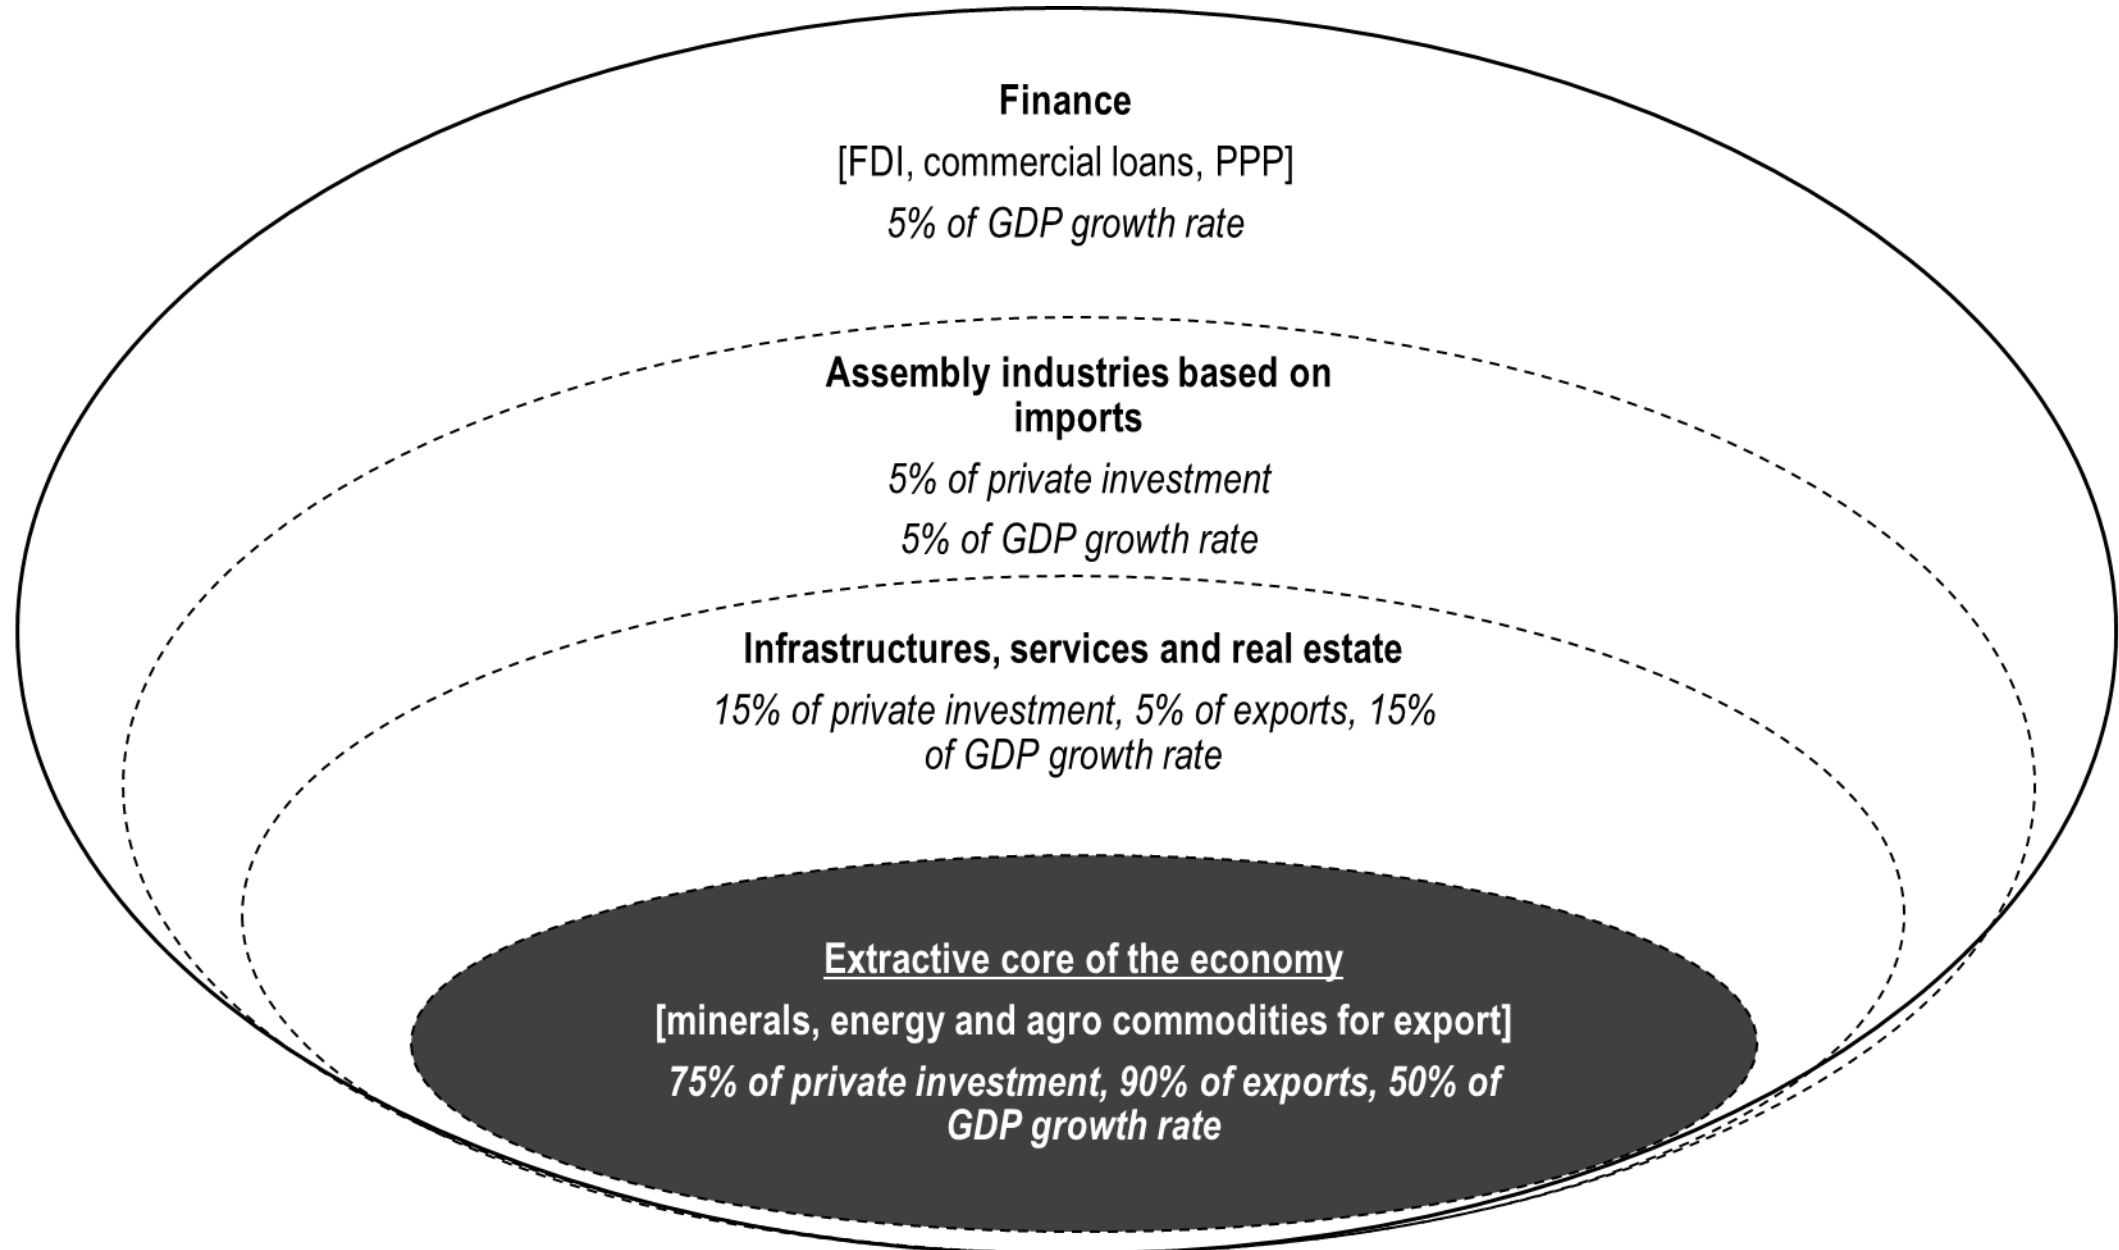 Finance
[FDI, commercial loans, PPP]
5% of GDP growth rate
Assembly industries based on
imports
5% of private investment
5% of GDP growth rate
Infrastructures, services and real estate
15% of private investment, 5% of exports, 15%
of GDP growth rate
Extractive core of the economy
[minerals, energy and agro commodities for export]
75% of private investment, 90% of exports, 50% of
GDP growth rate